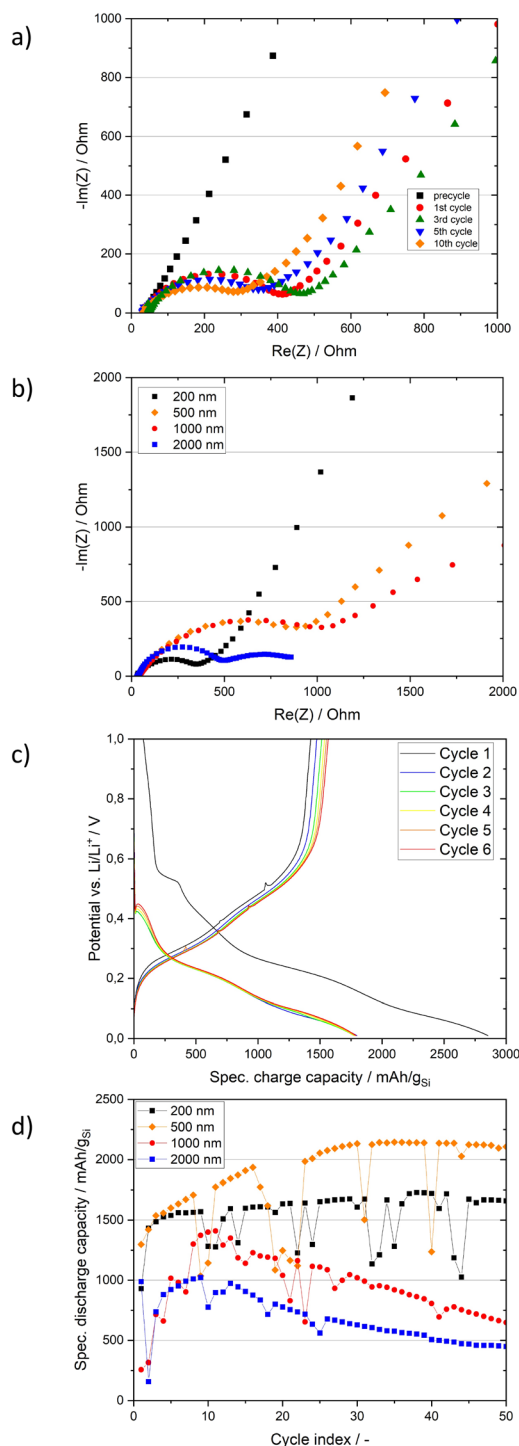 a)
1000
800
600
400
200
0
-Im(Z) / Ohm
precycle
1st cycle
3rd cycle
5th cycle
10th cycle
0 200 400 600 800 1000
Re(Z) / Ohm
b)
2000
1500
1000
500
0
-Im(Z) / Ohm
200 nm
500 nm
1000 nm
2000 nm
0 500 1000 1500 2000
Re(Z) / Ohm
c)
1,0
0,8
0,6
0,4
0,2
0,0
Potential vs. Li/Li⁺ / V
Cycle 1
Cycle 2
Cycle 3
Cycle 4
Cycle 5
Cycle 6
0 500 1000 1500 2000 2500 3000
Spec. charge capacity / mAh/gSi
d)
2500
2000
1500
1000
500
0
Spec. discharge capacity / mAh/gSi
200 nm
500 nm
1000 nm
2000 nm
0 10 20 30 40 50
Cycle index / -